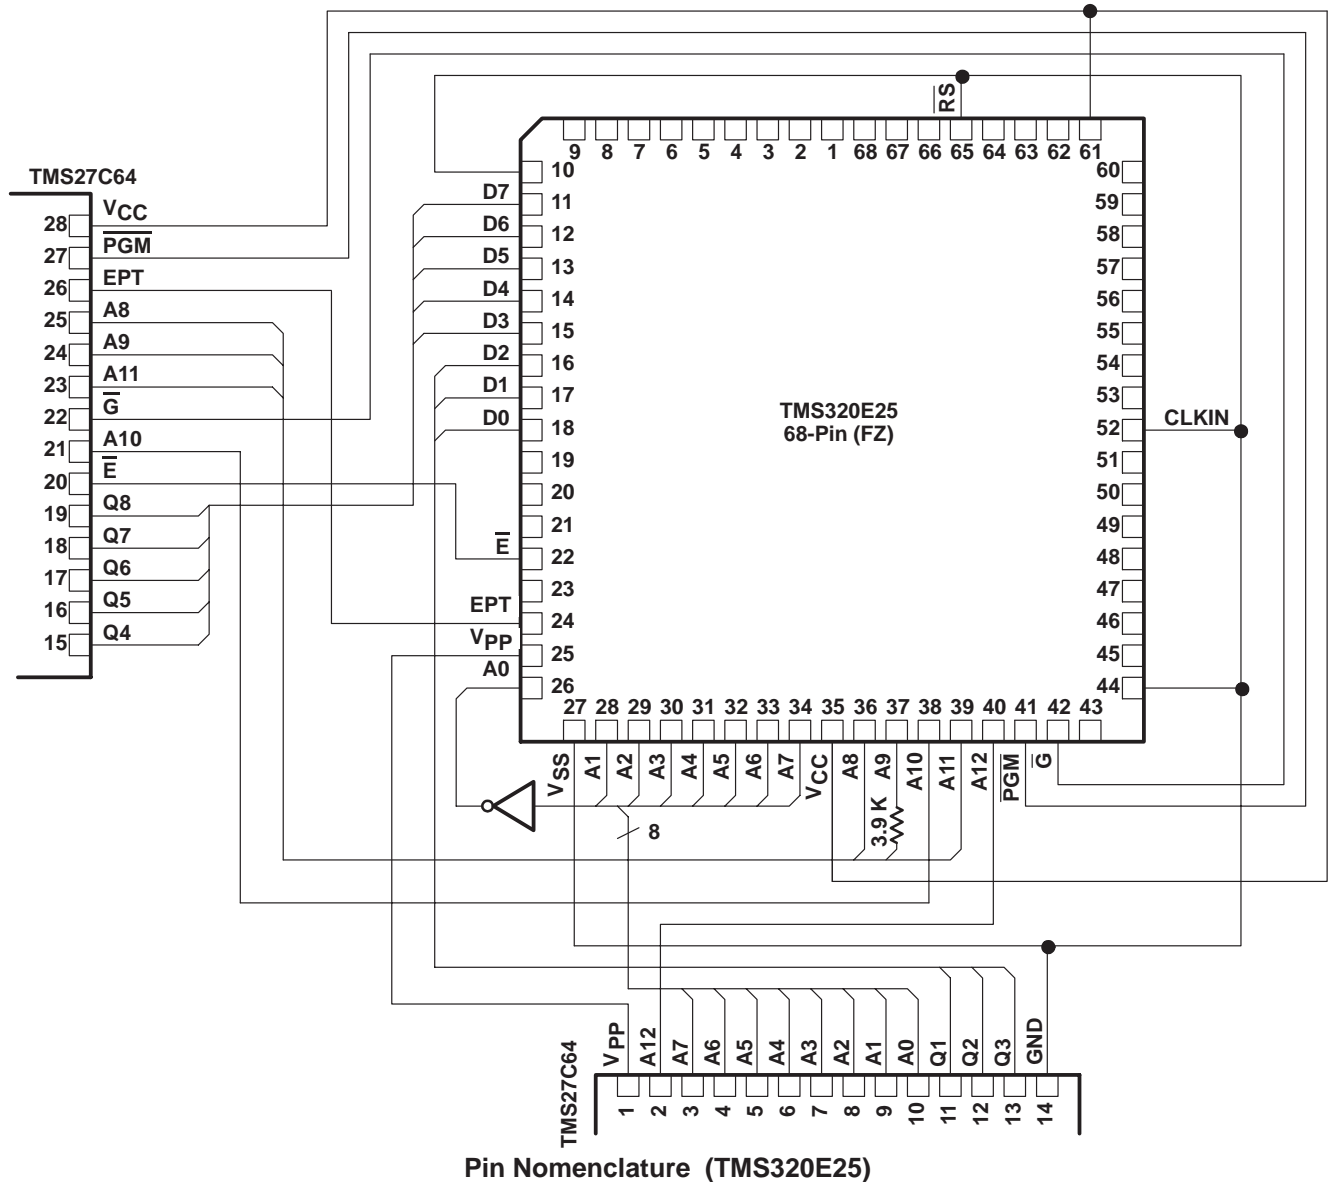 RS
9 8 7 6 5 4 3 2 1 68 67 66 65 64 63 62 61
TMS27C64
28 VCC
27 PGM
26 EPT
25 A8
24 A9
23 A11
22 G
21 A10
20 E
19 Q8
18 Q7
17 Q6
16 Q5
15 Q4
10
D7 11
D6 12
D5 13
D4 14
D3 15
D2 16
D1 17
D0 18
19
20
21
E 22
23
EPT 24
VPP 25
A0 26
TMS320E25
68-Pin (FZ)
60
59
58
57
56
55
54
53
52 CLKIN
51
50
49
48
47
46
45
44
27 28 29 30 31 32 33 34 35 36 37 38 39 40 41 42 43
VSS A1 A2 A3 A4 A5 A6 A7 VCC A8 A9 A10 A11 A12 PGM G
3.9 K
8
TMS27C64
VPP A12 A7 A6 A5 A4 A3 A2 A1 A0 Q1 Q2 Q3 GND
1 2 3 4 5 6 7 8 9 10 11 12 13 14
Pin Nomenclature (TMS320E25)